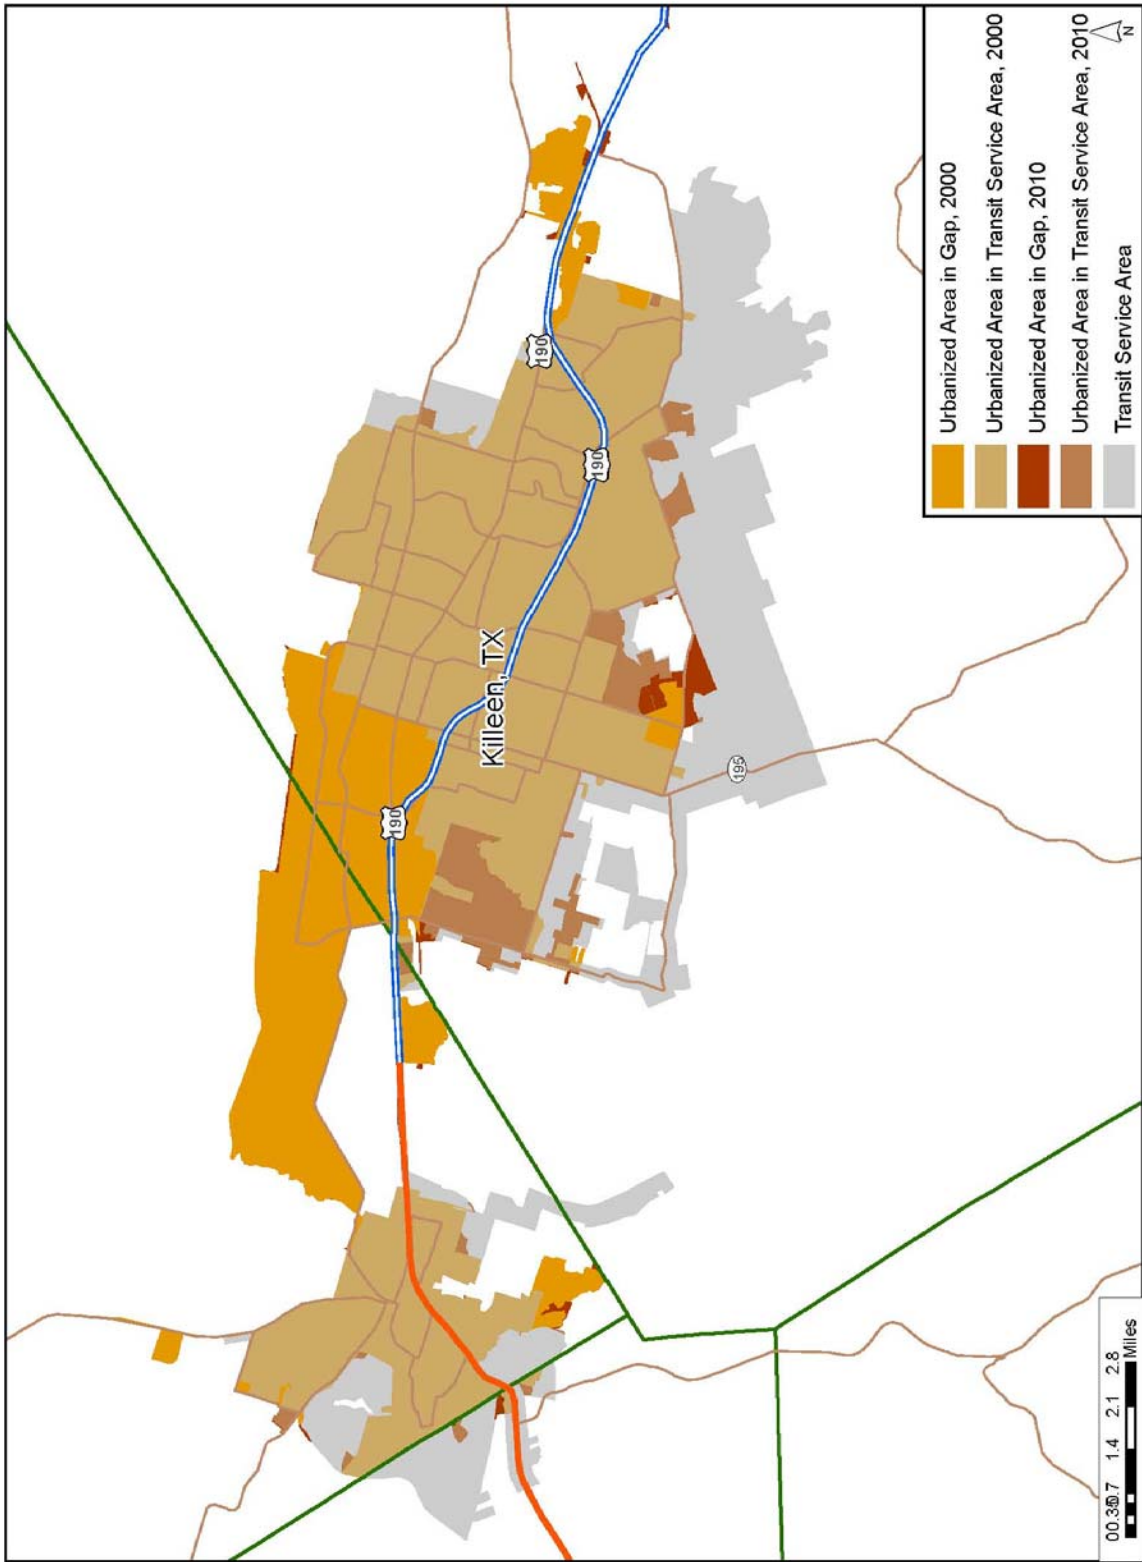 190
190
190
Killeen, TX
195
Urbanized Area in Gap, 2000
Urbanized Area in Transit Service Area, 2000
Urbanized Area in Gap, 2010
Urbanized Area in Transit Service Area, 2010
Transit Service Area
N
1.4 2.1 2.8
Miles